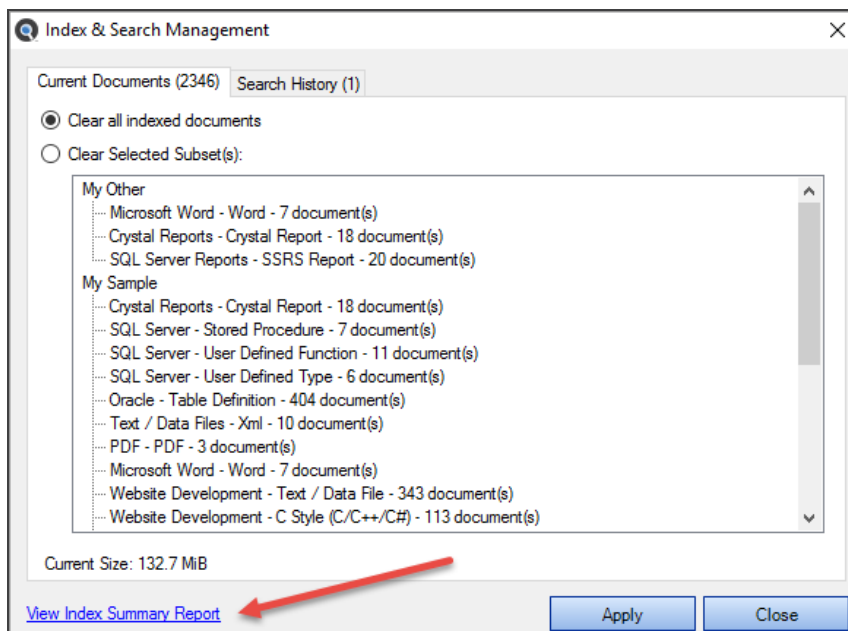 Index & Search Management
Current Documents (2346)
Search History (1)
Clear all indexed documents
Clear Selected Subset(s):
My Other
Microsoft Word - Word - 7 document(s)
Crystal Reports - Crystal Report - 18 document(s)
SQL Server Reports - SSRS Report - 20 document(s)
My Sample
Crystal Reports - Crystal Report - 18 document(s)
SQL Server - Stored Procedure - 7 document(s)
SQL Server - User Defined Function - 11 document(s)
SQL Server - User Defined Type - 6 document(s)
Oracle - Table Definition - 404 document(s)
Text / Data Files - Xml - 10 document(s)
PDF - PDF - 3 document(s)
Microsoft Word - Word - 7 document(s)
Website Development - Text / Data File - 343 document(s)
Website Development - C Style (C/C++/C#) - 113 document(s)
Current Size: 132.7 MiB
View Index Summary Report
Apply
Close